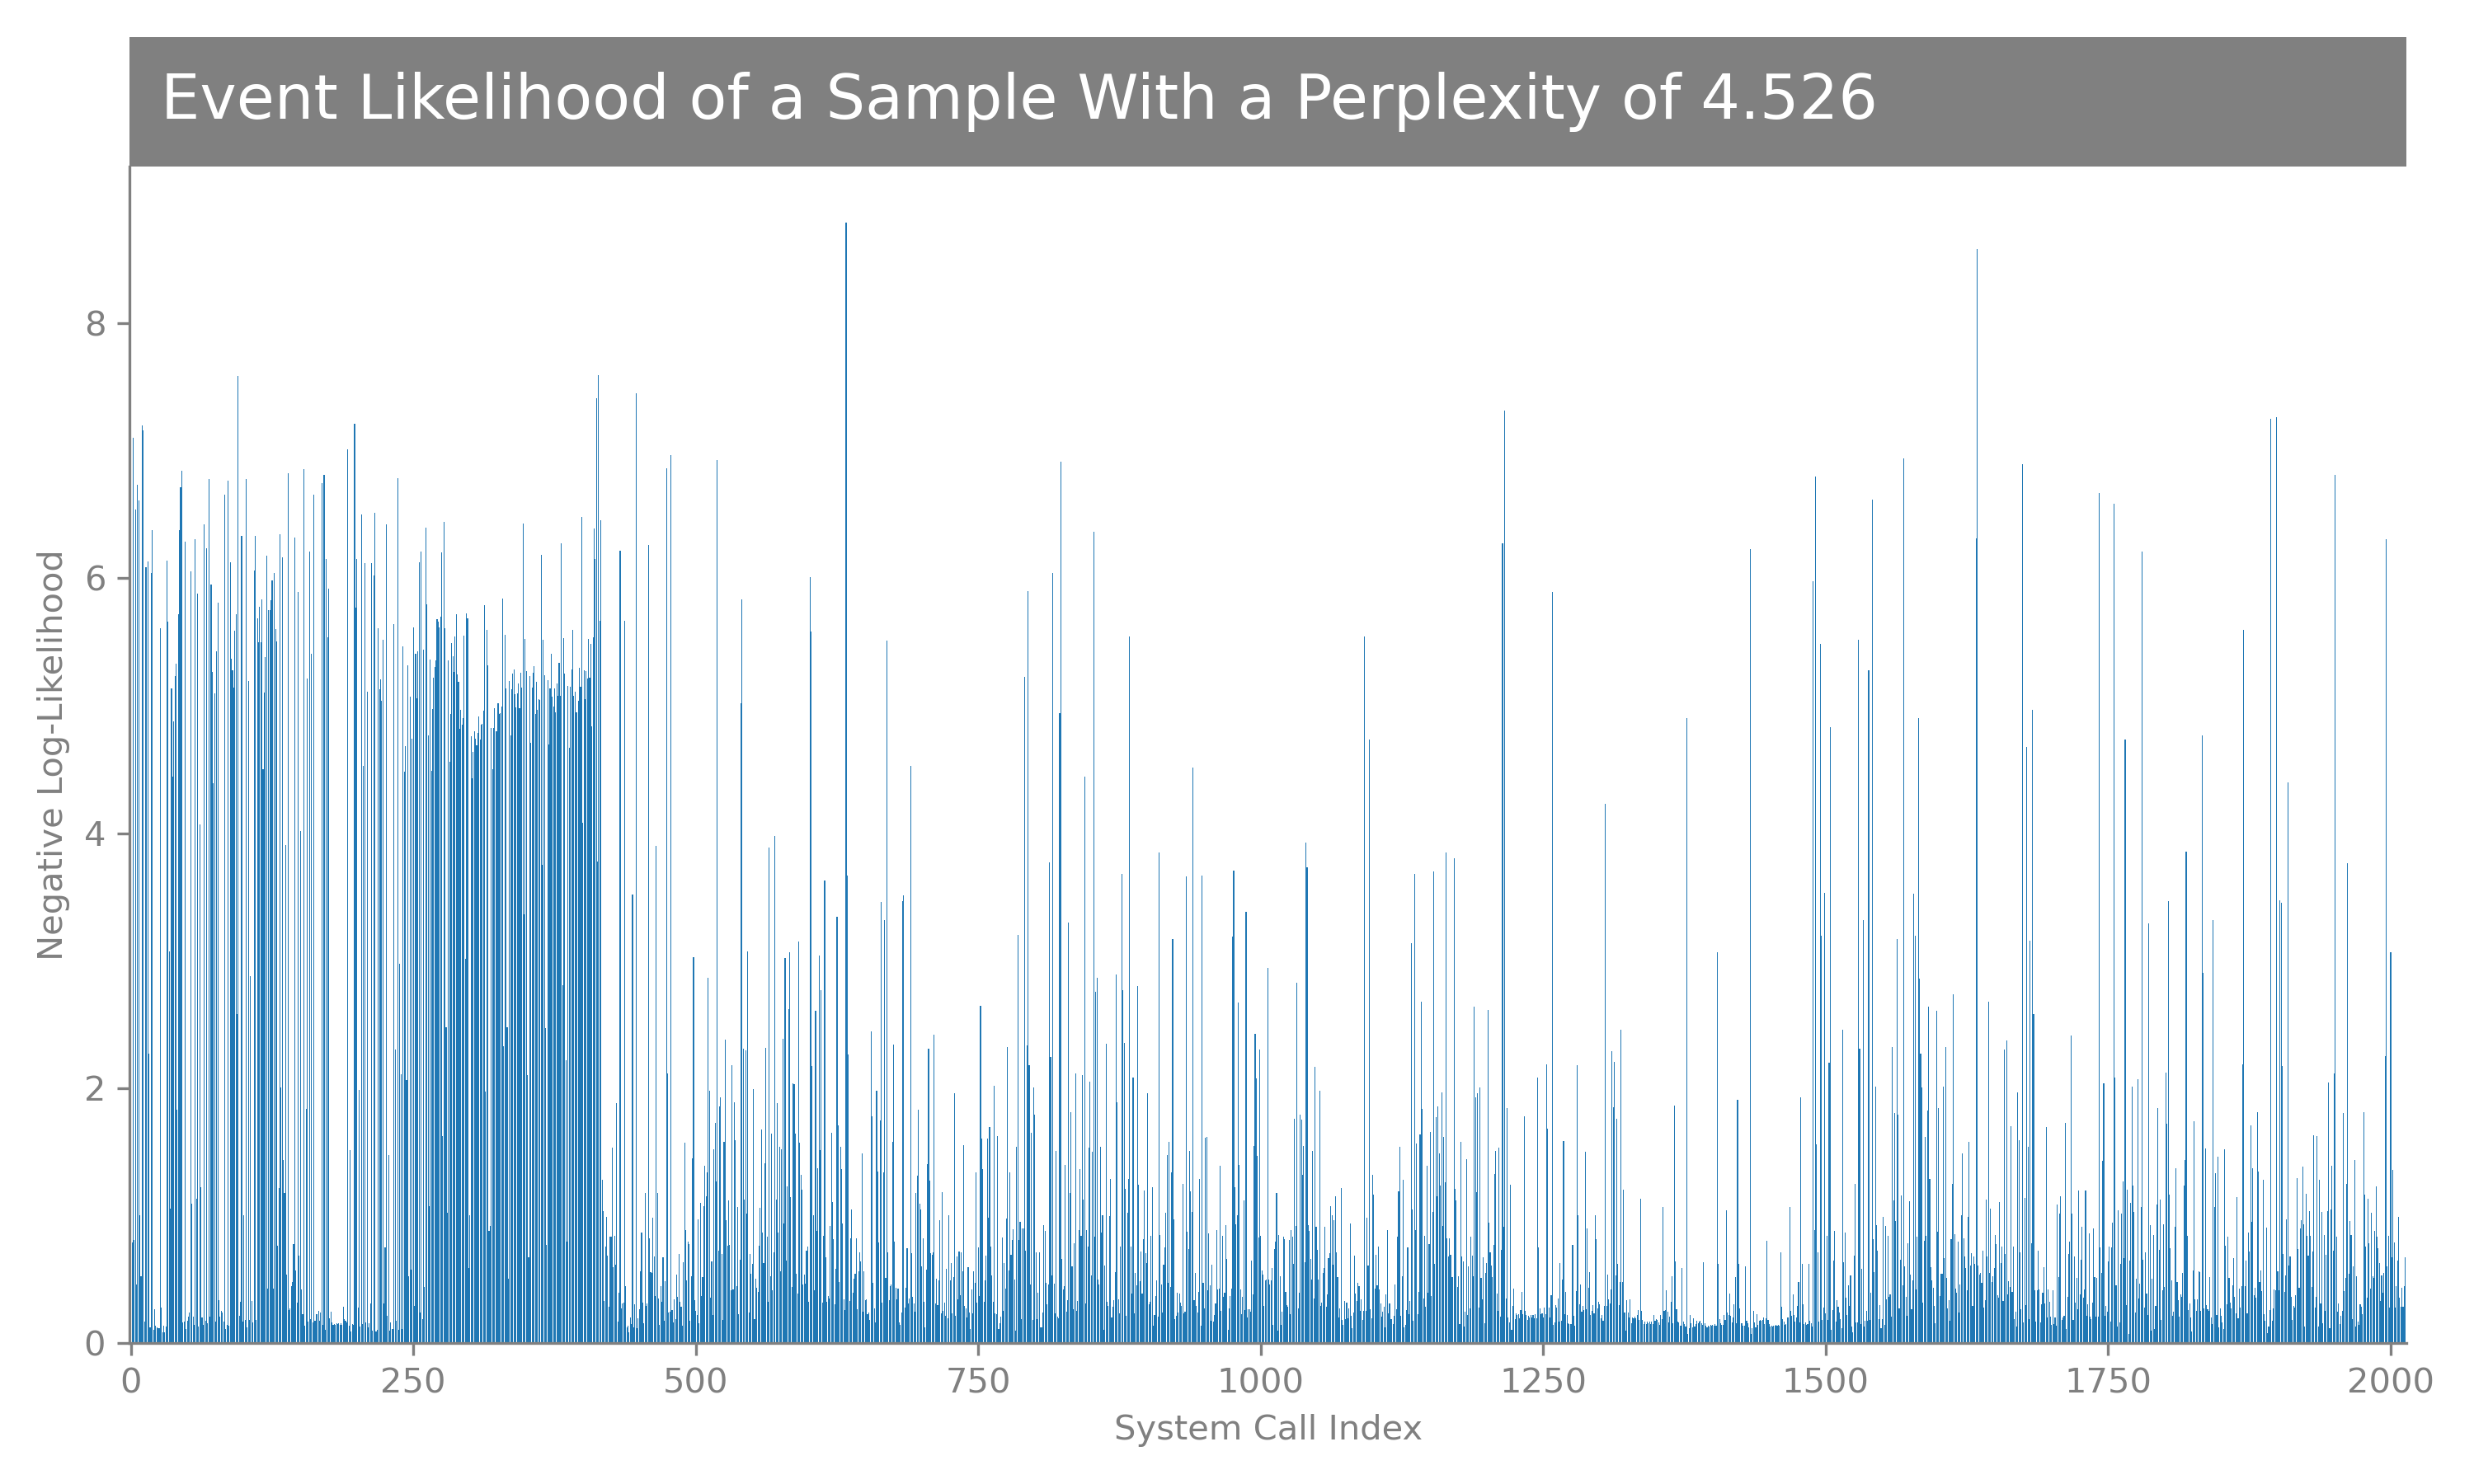 Event Likelihood of a Sample With a Perplexity of 4.526
Negative Log-Likelihood
8
6
4
2
0
0 250 500 750 1000 1250 1500 1750 2000
System Call Index